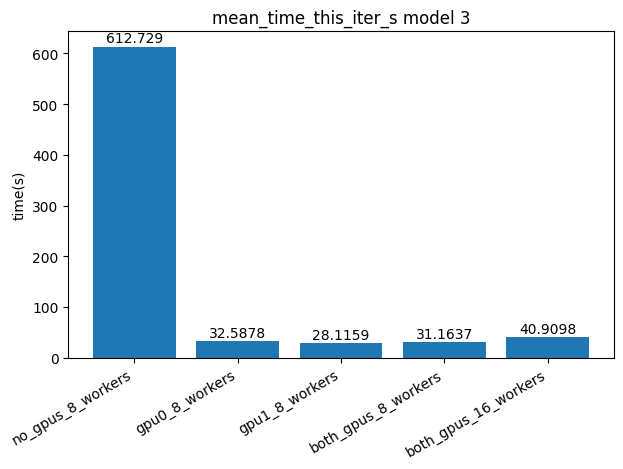 mean_time_this_iter_s model 3
612.729
600
500
400
300
200
100
0
time(s)
32.5878
28.1159
31.1637
40.9098
no_gpus_8_workers
gpu0_8_workers
gpu1_8_workers
both_gpus_8_workers
both_gpus_16_workers